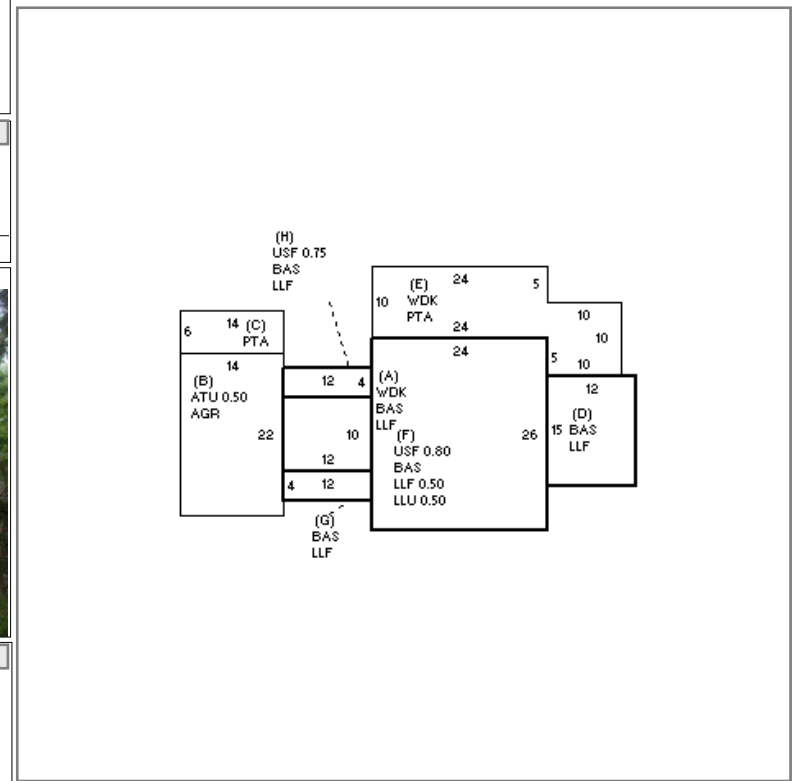 (H)
USF 0.75
BAS
LLF
24
(E)
WDK
PTA
5
10
24
10
10
5
10
14
(C)
PTA
6
14
(B)
ATU 0.50
AGR
22
12
4
10
12
4
12
(G)
BAS
LLF
24
(A)
WDK
BAS
LLF
(F)
USF 0.80
BAS
LLF 0.50
LLU 0.50
26
12
(D)
15 BAS
LLF